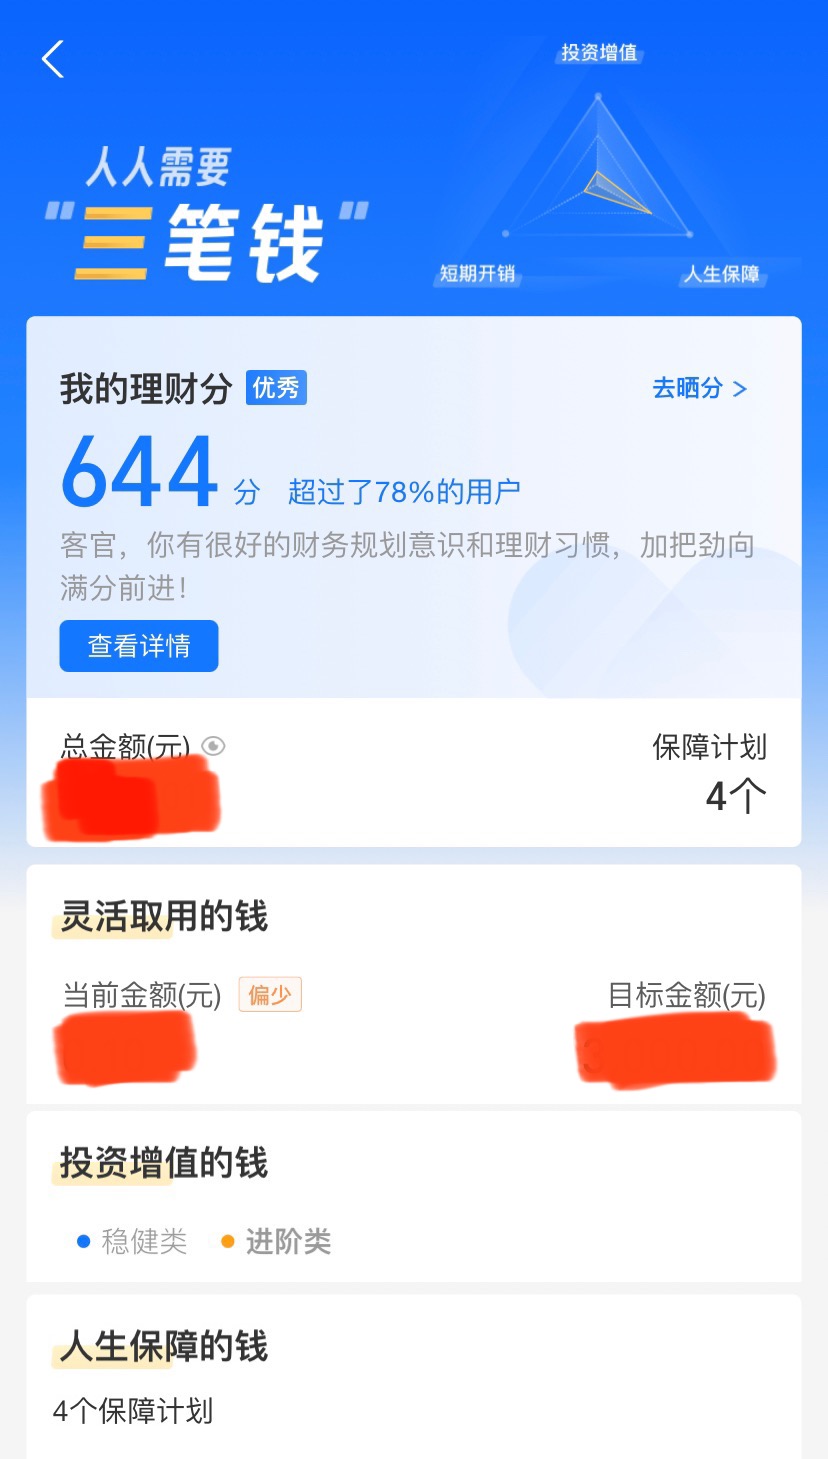 投资增值
人人需要
"三笔钱"
短期开销
人生保障
我的理财分 优秀
去晒分 >
644 分 超过了78%的用户
客官，你有很好的财务规划意识和理财习惯，加把劲向
满分前进！
查看详情
总金额(元)
保障计划
4个
灵活取用的钱
当前金额(元) 偏少
目标金额(元)
投资增值的钱
稳健类 进阶类
人生保障的钱
4个保障计划